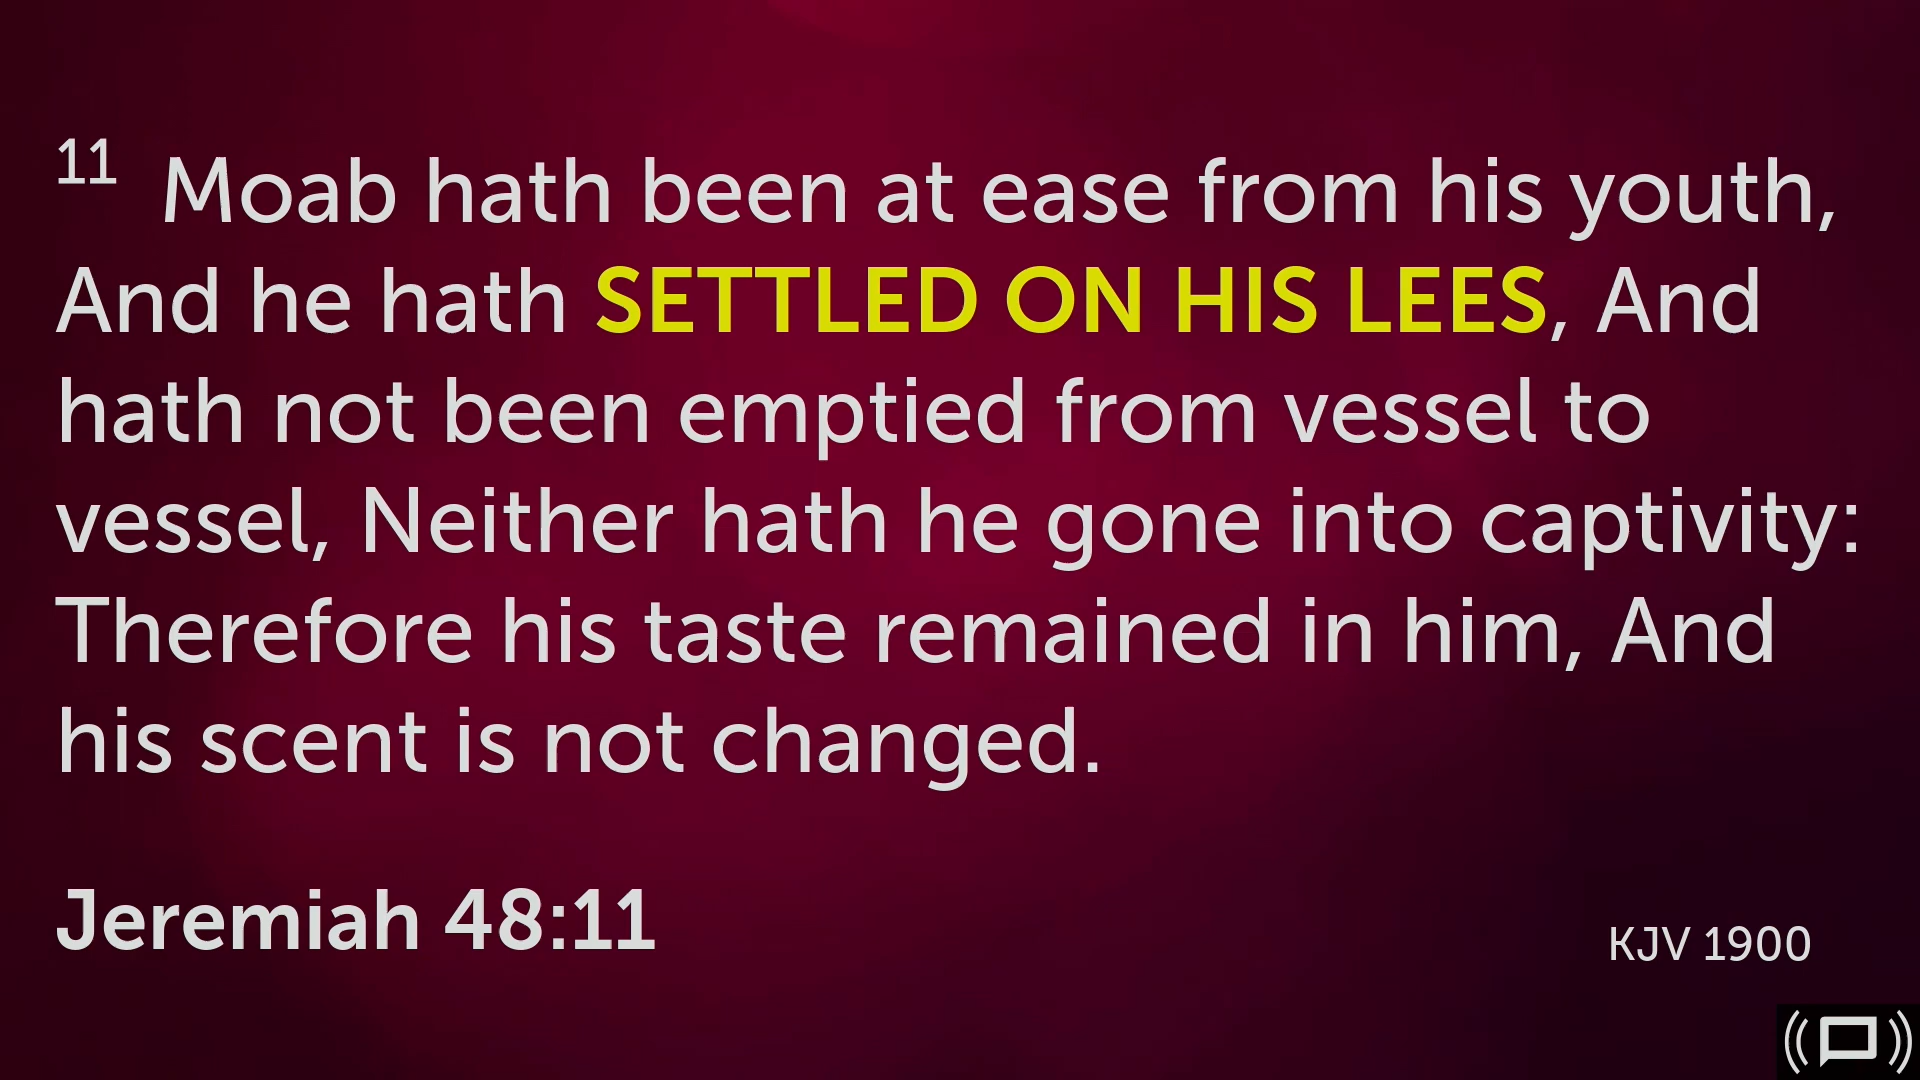 11 Moab hath been at ease from his youth,
And he hath SETTLED ON HIS LEES, And
hath not been emptied from vessel to
vessel, Neither hath he gone into captivity:
Therefore his taste remained in him, And
his scent is not changed.
Jeremiah 48:11
KJV 1900